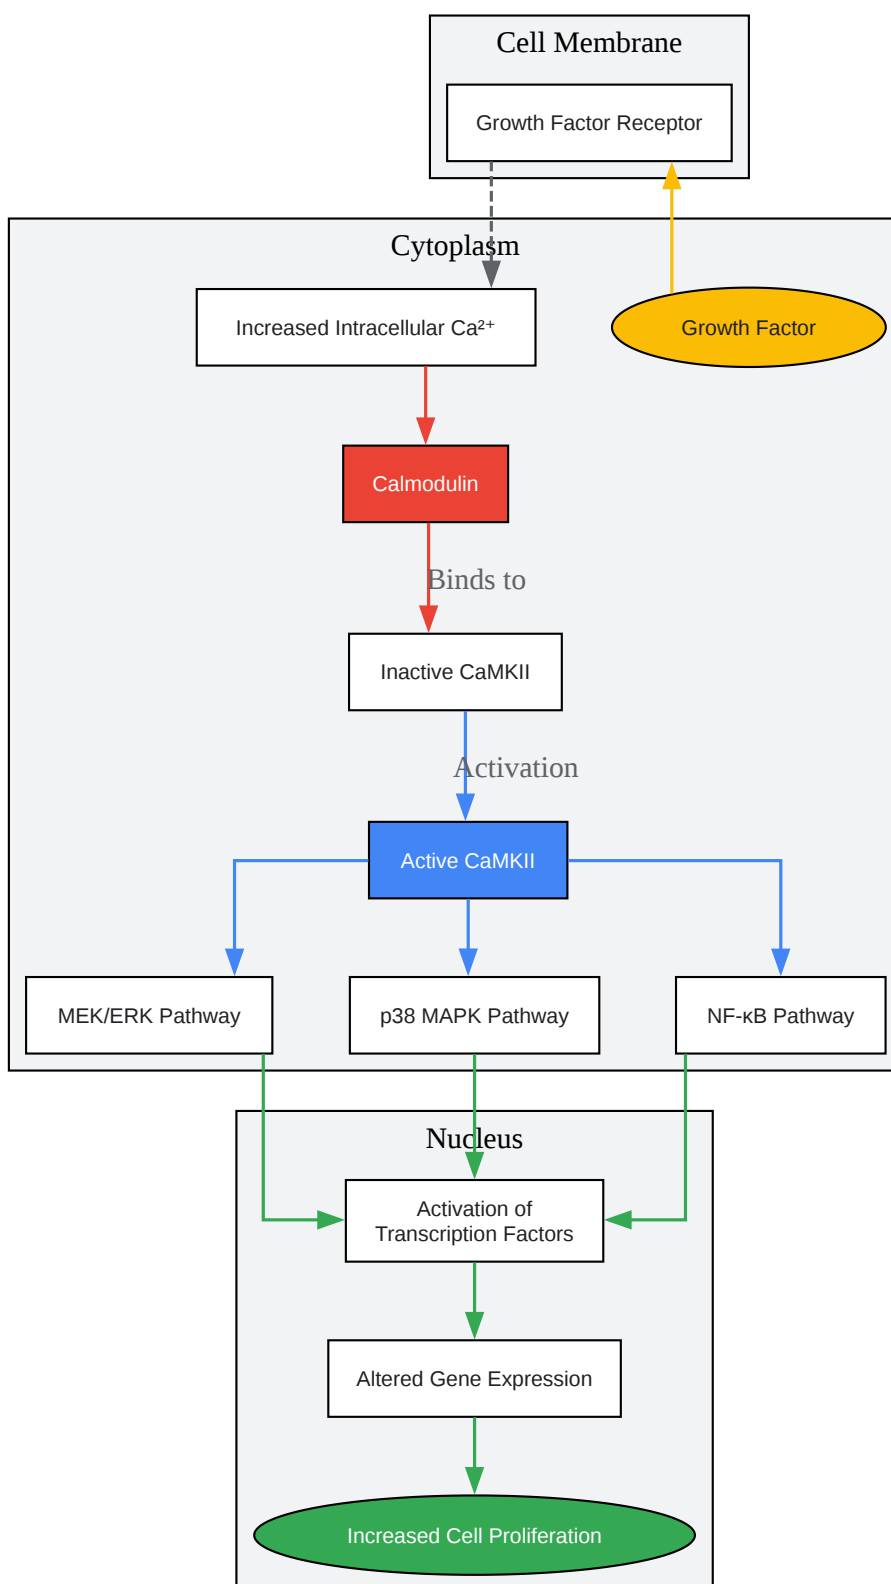 Cell Membrane
Growth Factor Receptor
Cytoplasm
Increased Intracellular Ca²⁺
Growth Factor
Calmodulin
Binds to
Inactive CaMKII
Activation
Active CaMKII
MEK/ERK Pathway
p38 MAPK Pathway
NF-κB Pathway
Nucleus
Activation of
Transcription Factors
Altered Gene Expression
Increased Cell Proliferation